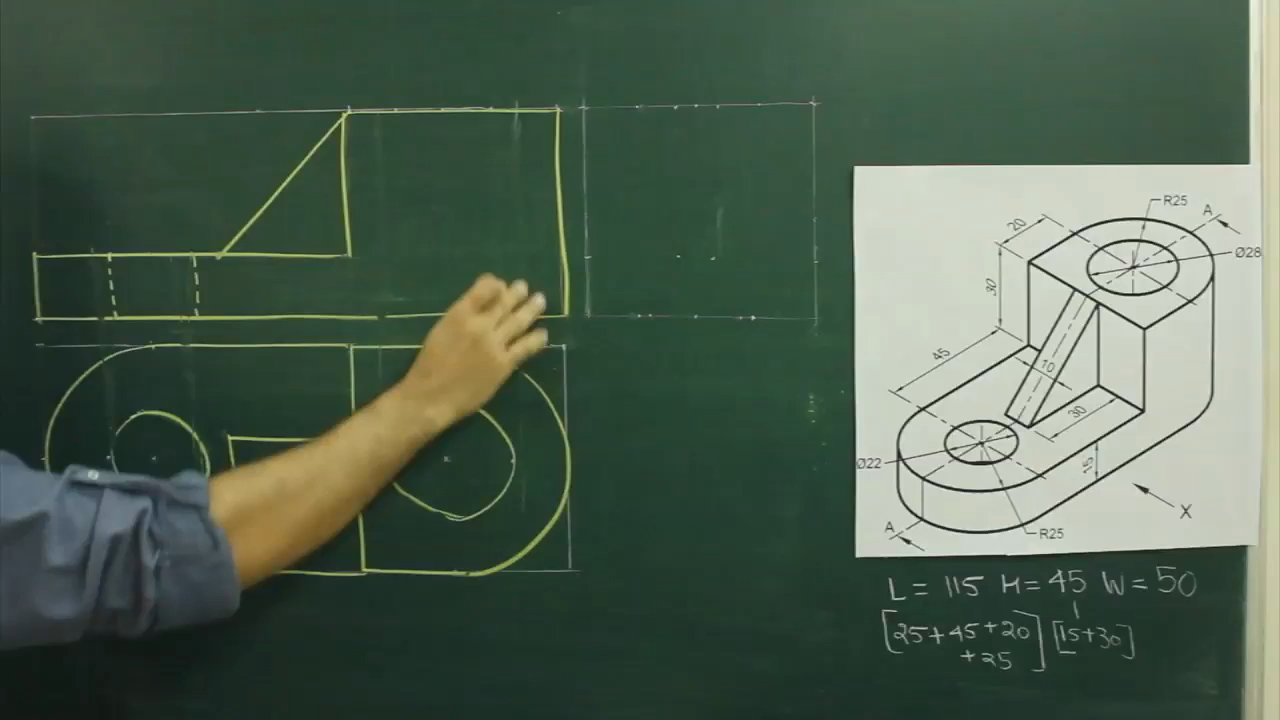 R25
A
20
Ø28
30
45
10
30
Ø22
15
X
A
R25
L = 115 H = 45 W = 50
[25+45+20 +25] [15+30]